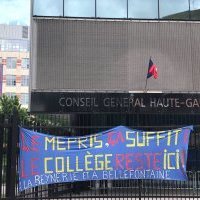 CONSEIL GENERAL HAUTE-GA
LE MEPRIS, ÇA SUFFIT
LE COLLÈGE RESTE ICI!
LA REYNERIE ET A BELLEFONTAINE